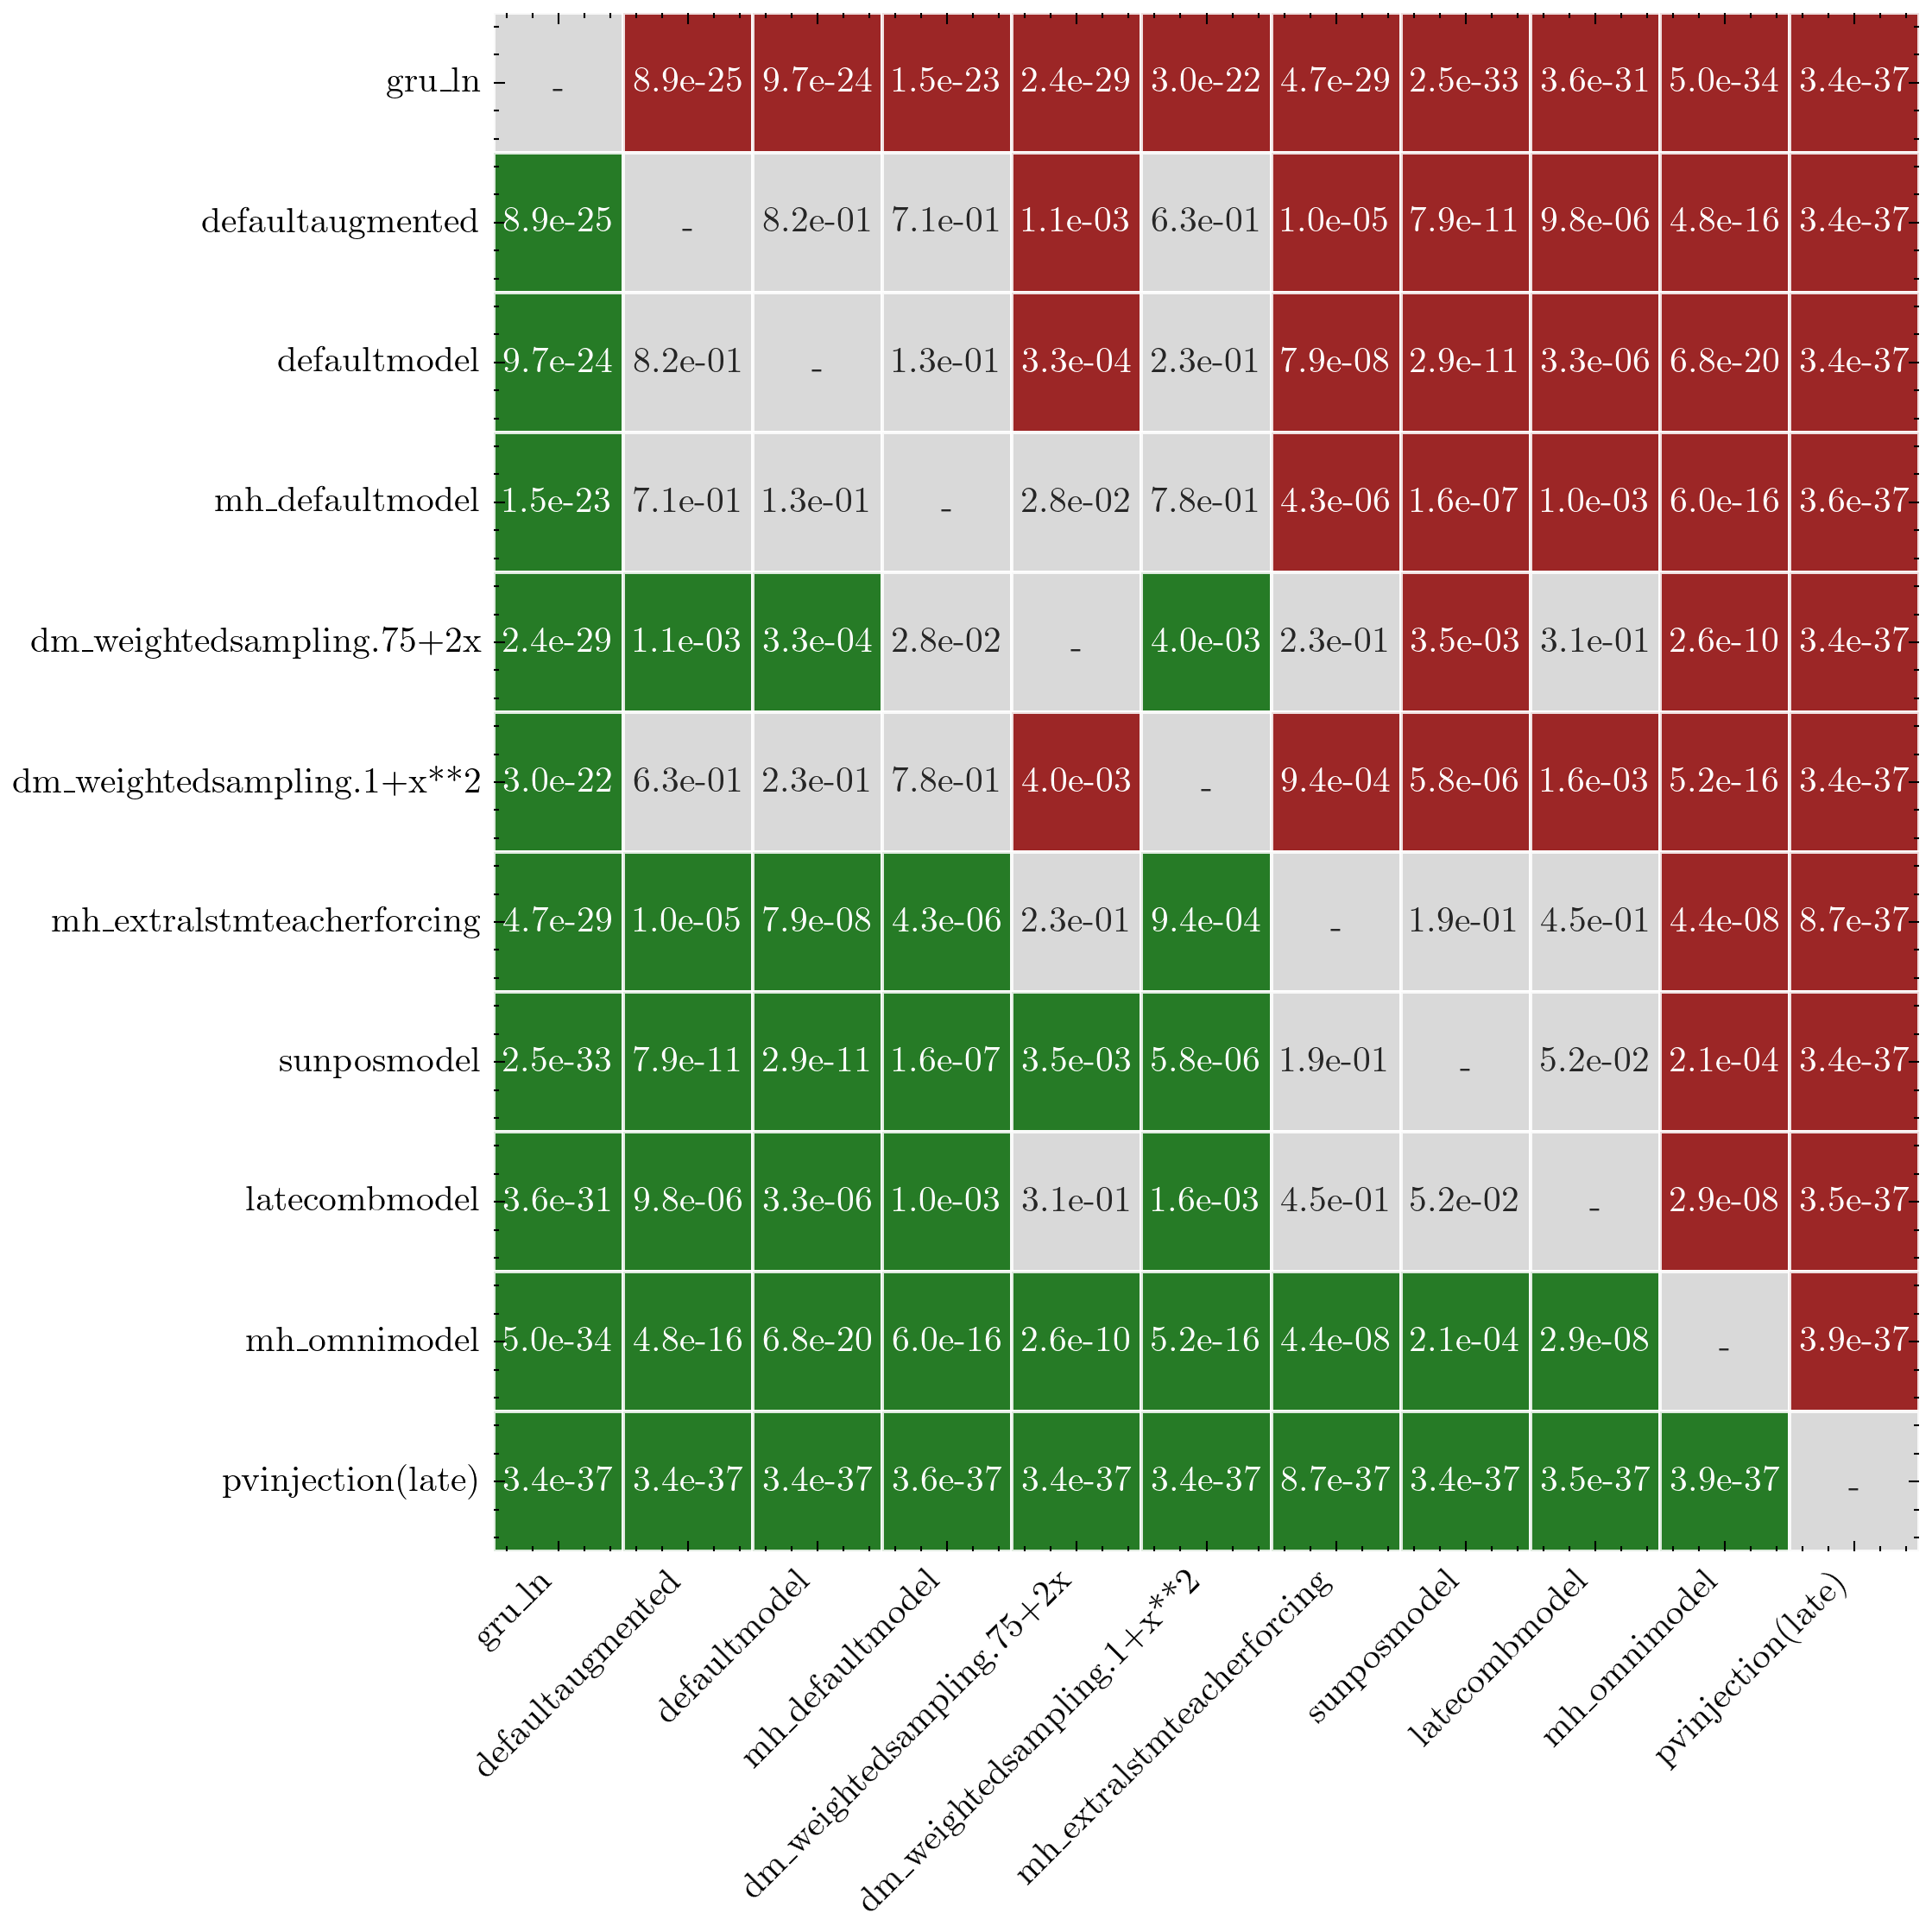 gru_ln - 8.9e-25 9.7e-24 1.5e-23 2.4e-29 3.0e-22 4.7e-29 2.5e-33 3.6e-31 5.0e-34 3.4e-37
defaultaugmented 8.9e-25 - 8.2e-01 7.1e-01 1.1e-03 6.3e-01 1.0e-05 7.9e-11 9.8e-06 4.8e-16 3.4e-37
defaultmodel 9.7e-24 8.2e-01 - 1.3e-01 3.3e-04 2.3e-01 7.9e-08 2.9e-11 3.3e-06 6.8e-20 3.4e-37
mh_defaultmodel 1.5e-23 7.1e-01 1.3e-01 - 2.8e-02 7.8e-01 4.3e-06 1.6e-07 1.0e-03 6.0e-16 3.6e-37
dm_weightedsampling.75+2x 2.4e-29 1.1e-03 3.3e-04 2.8e-02 - 4.0e-03 2.3e-01 3.5e-03 3.1e-01 2.6e-10 3.4e-37
dm_weightedsampling.1+x**2 3.0e-22 6.3e-01 2.3e-01 7.8e-01 4.0e-03 - 9.4e-04 5.8e-06 1.6e-03 5.2e-16 3.4e-37
mh_extralstmteacherforcing 4.7e-29 1.0e-05 7.9e-08 4.3e-06 2.3e-01 9.4e-04 - 1.9e-01 4.5e-01 4.4e-08 8.7e-37
sunposmodel 2.5e-33 7.9e-11 2.9e-11 1.6e-07 3.5e-03 5.8e-06 1.9e-01 - 5.2e-02 2.1e-04 3.4e-37
latecombmodel 3.6e-31 9.8e-06 3.3e-06 1.0e-03 3.1e-01 1.6e-03 4.5e-01 5.2e-02 - 2.9e-08 3.5e-37
mh_omnimodel 5.0e-34 4.8e-16 6.8e-20 6.0e-16 2.6e-10 5.2e-16 4.4e-08 2.1e-04 2.9e-08 - 3.9e-37
pvinjection(late) 3.4e-37 3.4e-37 3.4e-37 3.6e-37 3.4e-37 3.4e-37 8.7e-37 3.4e-37 3.5e-37 3.9e-37 -
gru_ln
defaultaugmented
defaultmodel
mh_defaultmodel
dm_weightedsampling.75+2x
dm_weightedsampling.1+x**2
mh_extralstmteacherforcing
sunposmodel
latecombmodel
mh_omnimodel
pvinjection(late)